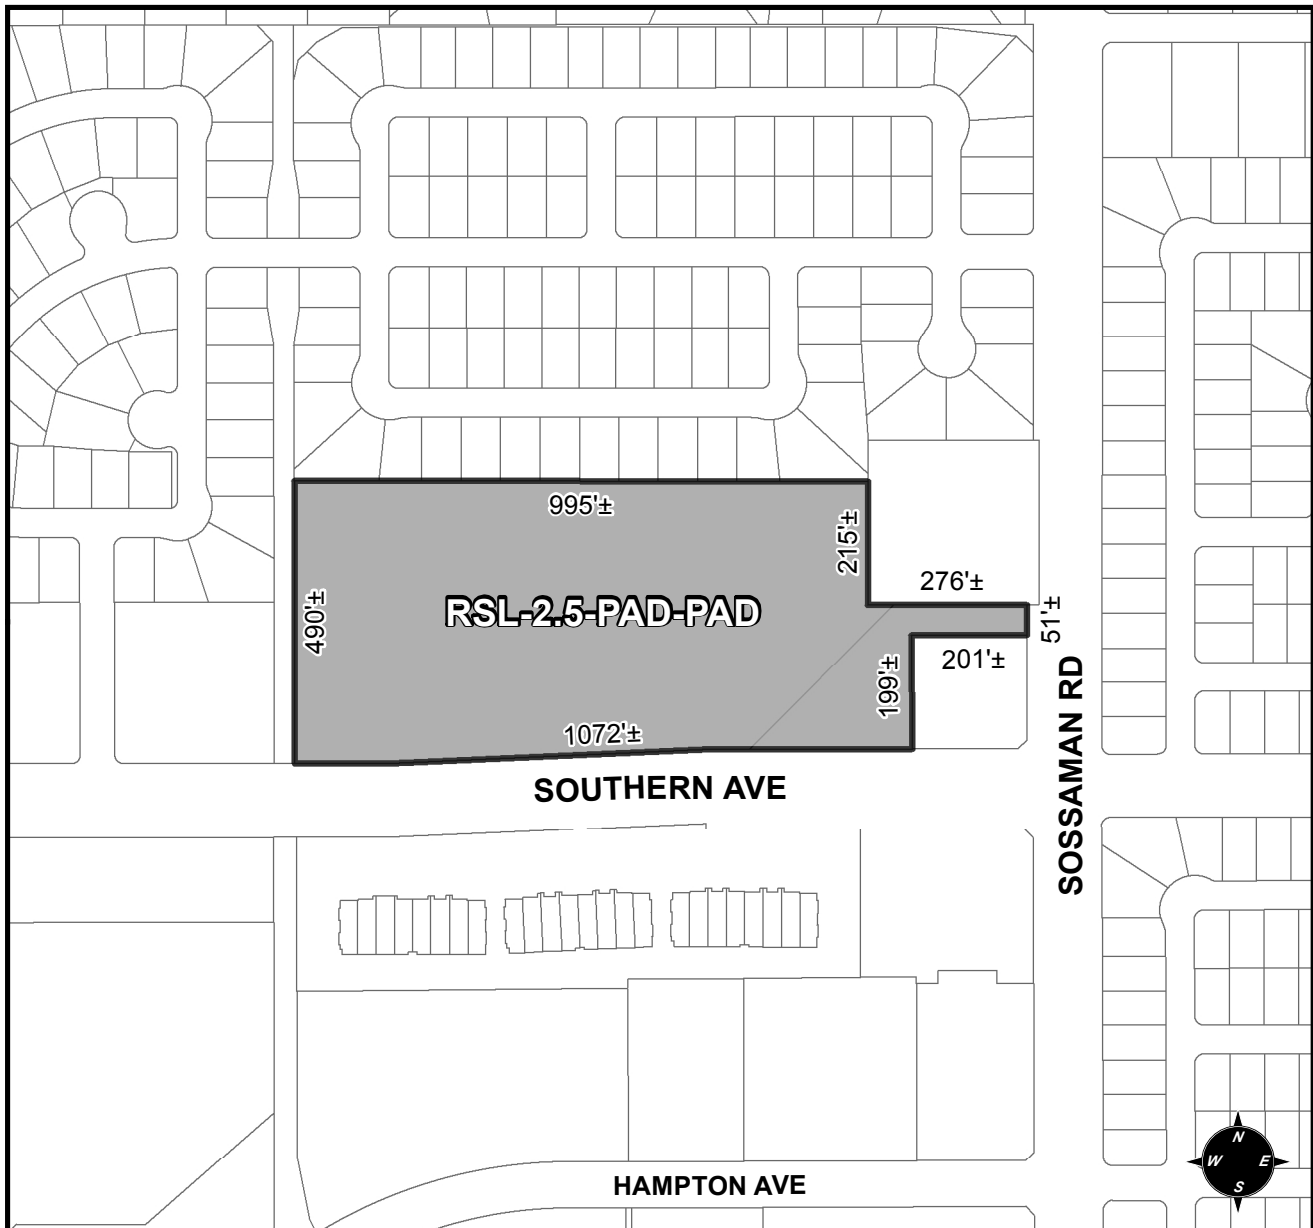 995'±
215'±
276'±
51'±
490'±
RSL-2.5-PAD-PAD
199'±
201'±
1072'±
SOUTHERN AVE
SOSSAMAN RD
HAMPTON AVE
N
W E
S